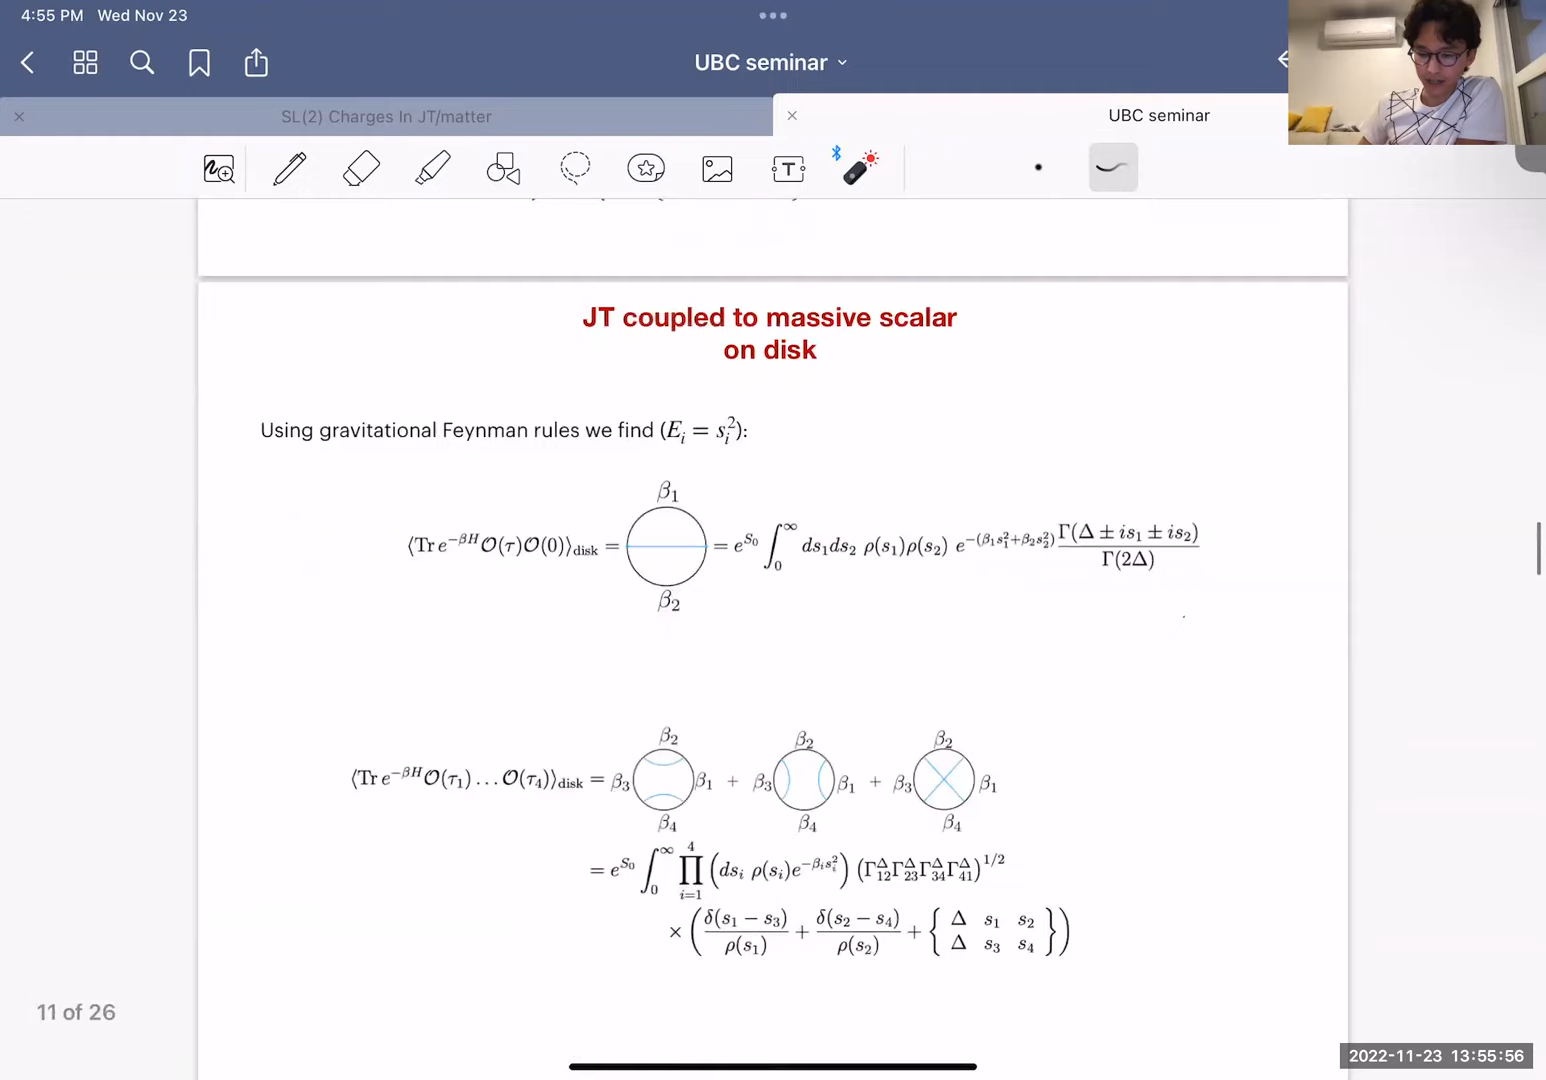 4:55 PM Wed Nov 23
UBC seminar
SL(2) Charges In JT/matter
UBC seminar
T
JT coupled to massive scalar
on disk
Using gravitational Feynman rules we find (E_i = s_i^2):
β_1
⟨Tr e^{-βH} O(τ)O(0)⟩_disk = = e^{S_0} ∫_0^∞ ds_1 ds_2 ρ(s_1)ρ(s_2) e^{-(β_1 s_1^2+β_2 s_2^2)} Γ(Δ ± is_1 ± is_2) / Γ(2Δ)
β_2
β_2 β_2 β_2
⟨Tr e^{-βH} O(τ_1) ... O(τ_4)⟩_disk = β_3 β_1 + β_3 β_1 + β_3 β_1
β_4 β_4 β_4
= e^{S_0} ∫_0^∞ ∏_{i=1}^4 (ds_i ρ(s_i) e^{-β_i s_i^2}) (Γ_{12}^Δ Γ_{23}^Δ Γ_{34}^Δ Γ_{41}^Δ)^{1/2}
× ( δ(s_1 − s_3) / ρ(s_1) + δ(s_2 − s_4) / ρ(s_2) + { Δ s_1 s_2 ; Δ s_3 s_4 } )
11 of 26
2022-11-23 13:55:56